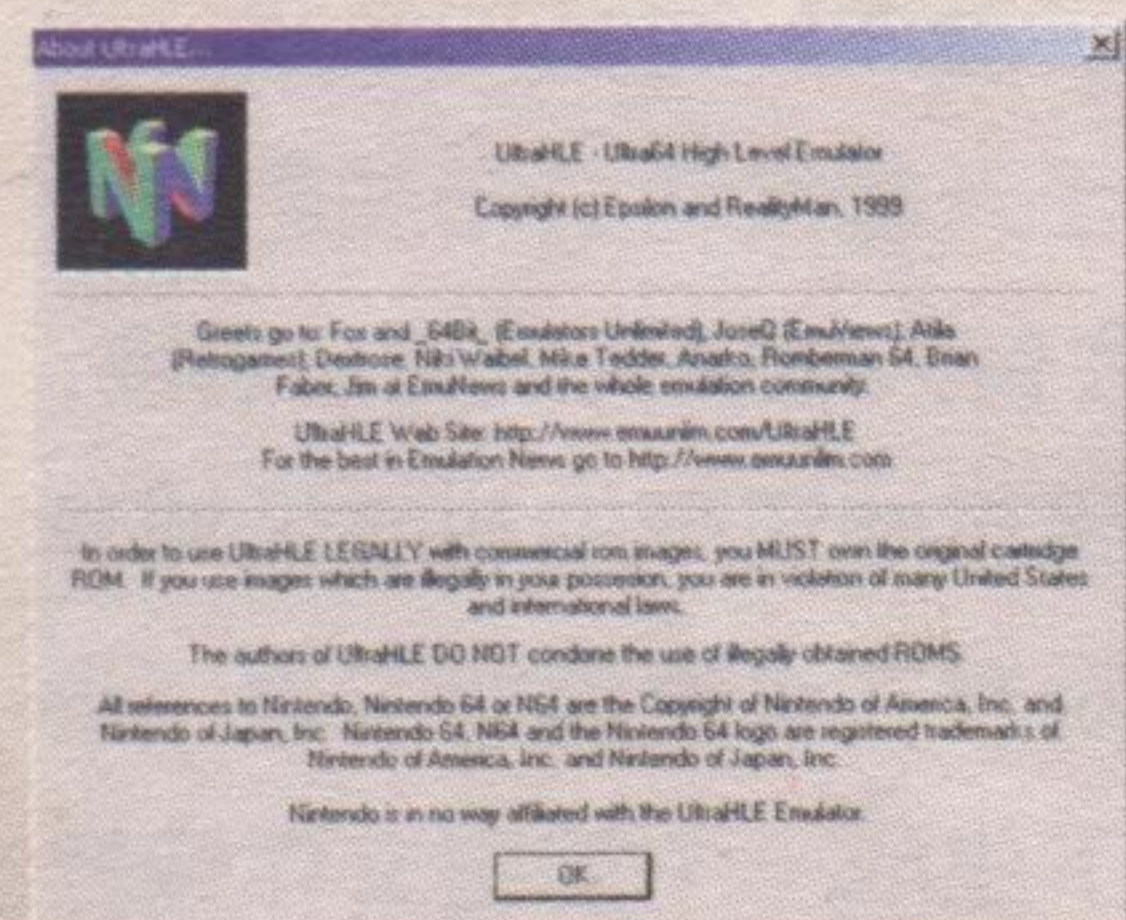 About UltraHLE...
UltraHLE - Ultra64 High Level Emulator
Copyright (c) Epsilon and RealityMan, 1999
Greets go to: Fox and _64Bit_ (Emulators Unlimited), JoseQ (EmuViews), Atila
(Retrogames), Dextrose, Niki Waibel, Mike Tedder, Anarko, Romberman 64, Brian
Faber, Jim at EmuNews and the whole emulation community.
UltraHLE Web Site: http://www.emuunlim.com/UltraHLE
For the best in Emulation News go to http://www.emuunlim.com
In order to use UltraHLE LEGALLY with commercial rom images, you MUST own the original cartridge
ROM. If you use images which are illegally in your possesion, you are in violation of many United States
and international laws.
The authors of UltraHLE DO NOT condone the use of illegally obtained ROMS.
All references to Nintendo, Nintendo 64 or N64 are the Copyright of Nintendo of America, Inc. and
Nintendo of Japan, Inc. Nintendo 64, N64 and the Nintendo 64 logo are registered trademarks of
Nintendo of America, Inc. and Nintendo of Japan, Inc.
Nintendo is in no way affiliated with the UltraHLE Emulator.
OK